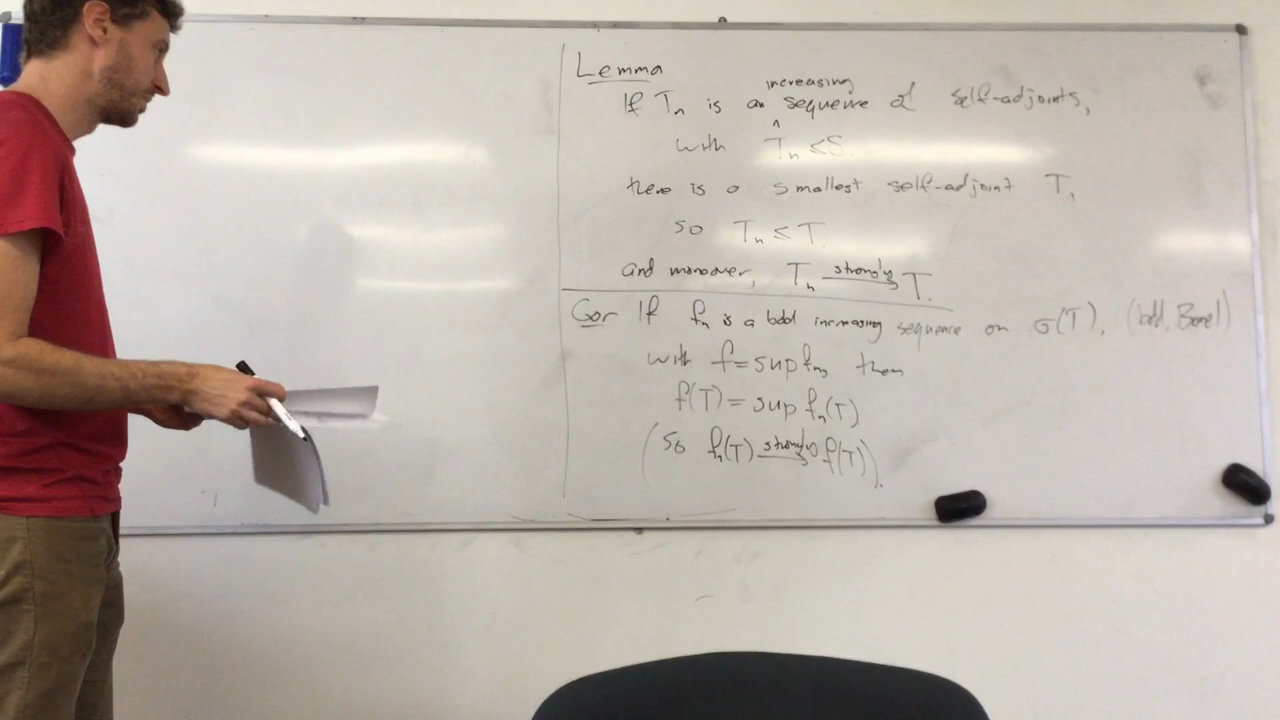 Lemma
If Tₙ is an increasing sequence of self-adjoints,
with Tₙ ≤ S
there is a smallest self-adjoint T,
so Tₙ ≤ T.
and moreover, Tₙ strongly→ T.
Cor If fₙ is a bdd increasing sequence on σ(T), (bdd, Borel)
with f = sup fₙ, then
f(T) = sup fₙ(T)
(so fₙ(T) strongly→ f(T)).